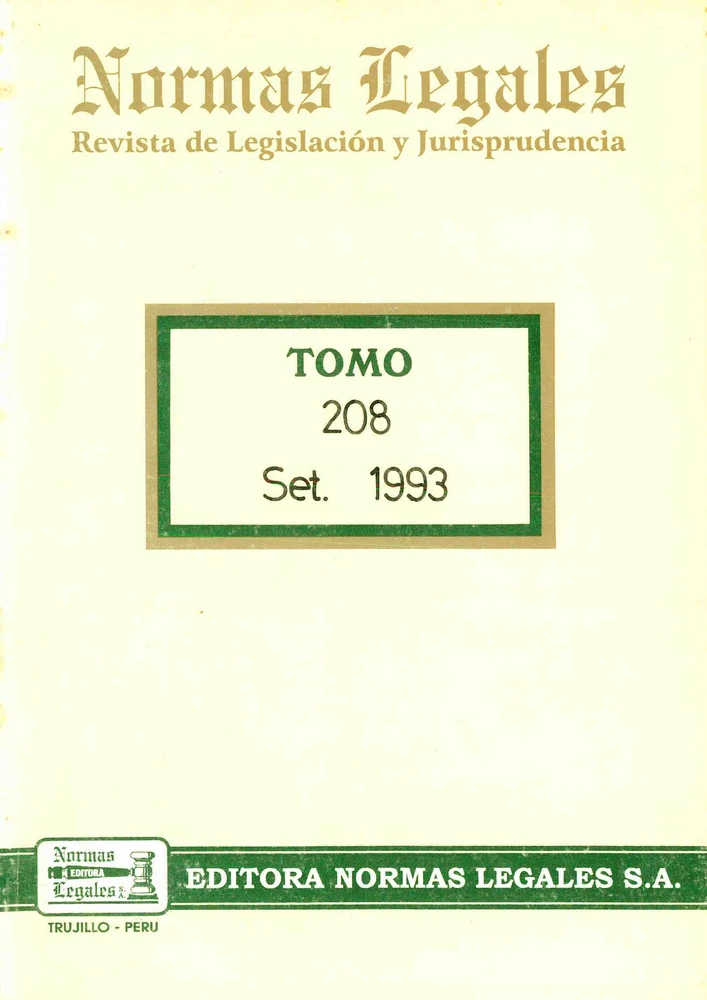 Normas Legales
Revista de Legislación y Jurisprudencia
TOMO
208
Set. 1993
Normas
EDITORA
Legales S.A.
EDITORA NORMAS LEGALES S.A.
TRUJILLO - PERU